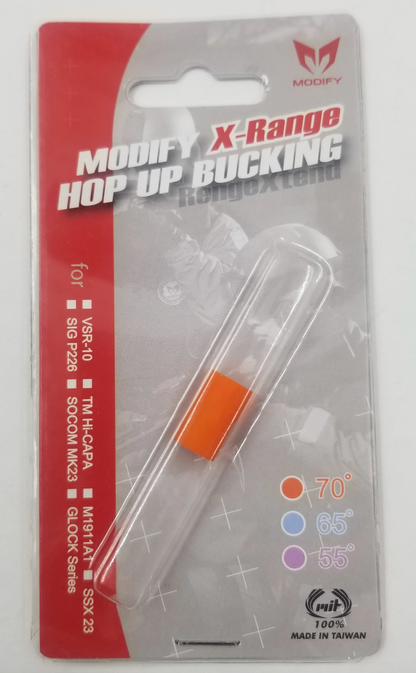 MODIFY
MODIFY X-Range
HOP UP BUCKING
RangeXtend
for
■ VSR-10 ■ TM HI-CAPA ■ M1911A1 ■ SSX 23
■ SIG P226 ■ SOCOM MK23 ■ GLOCK Series
70°
65°
55°
mit
100%
MADE IN TAIWAN